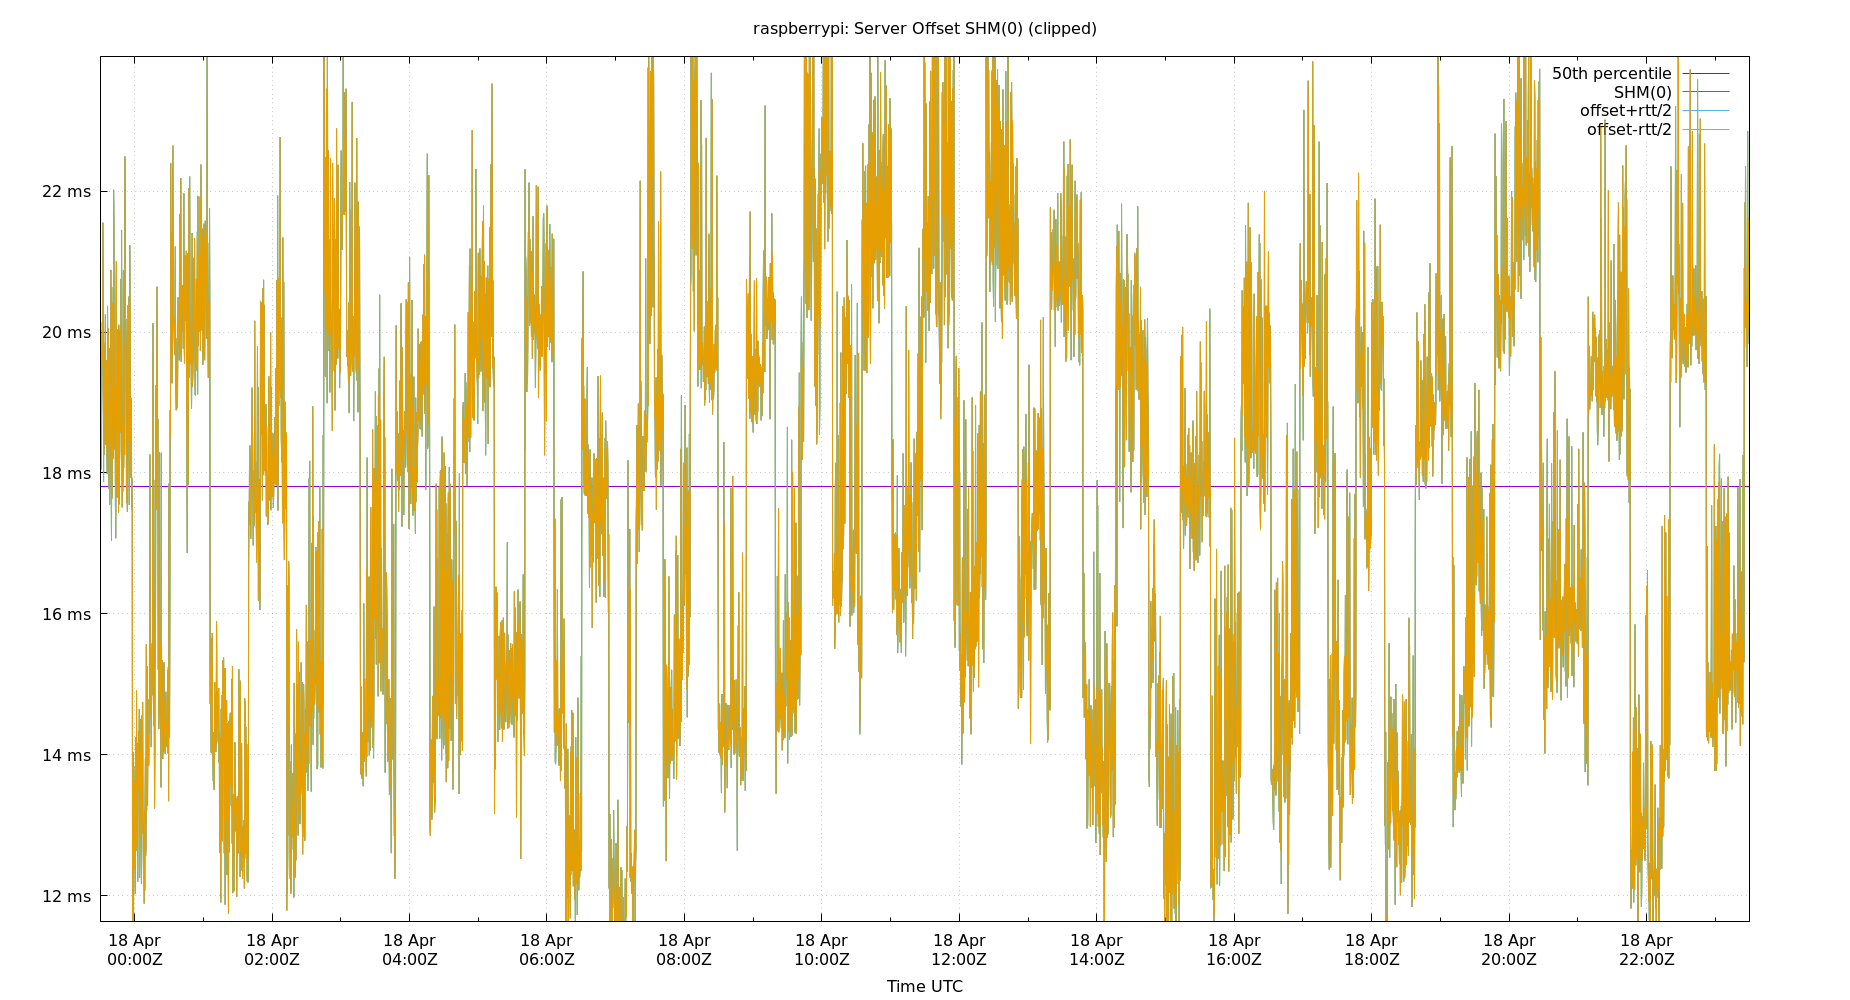 raspberrypi: Server Offset SHM(0) (clipped)
50th percentile
SHM(0)
offset+rtt/2
offset-rtt/2
22 ms
20 ms
18 ms
16 ms
14 ms
12 ms
18 Apr 18 Apr 18 Apr 18 Apr 18 Apr 18 Apr 18 Apr 18 Apr 18 Apr 18 Apr 18 Apr 18 Apr
00:00Z 02:00Z 04:00Z 06:00Z 08:00Z 10:00Z 12:00Z 14:00Z 16:00Z 18:00Z 20:00Z 22:00Z
Time UTC